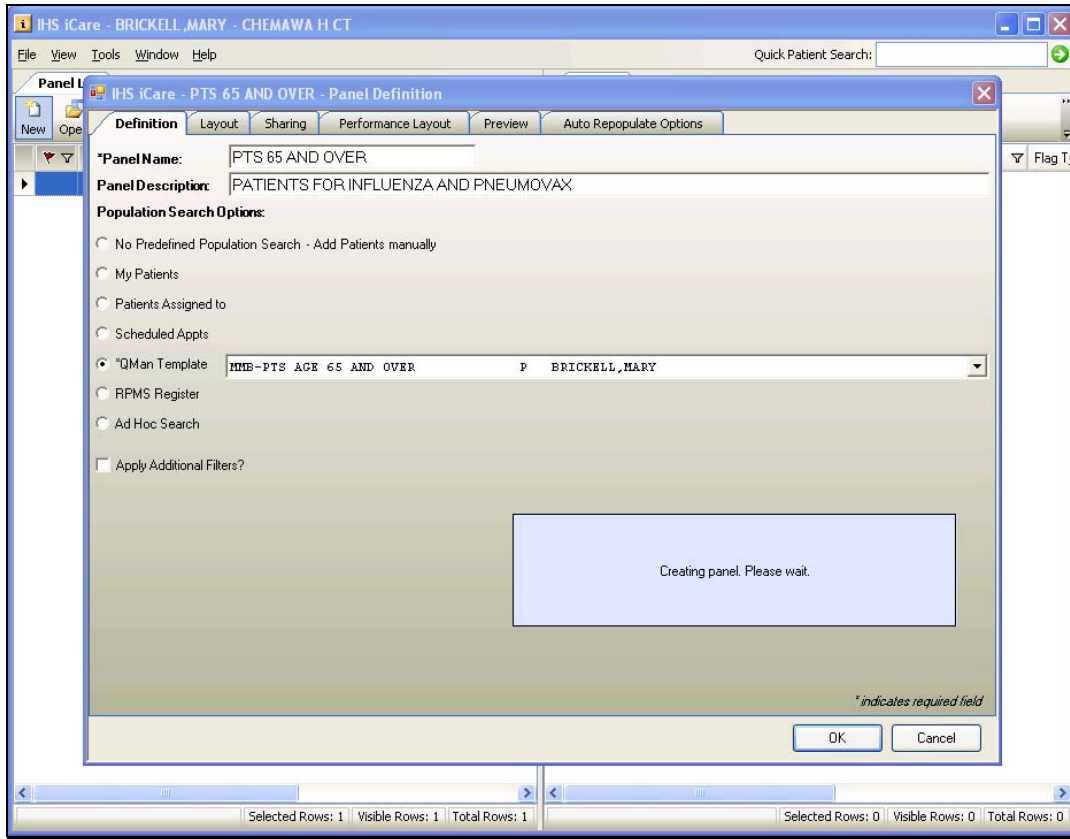 IHS iCare - BRICKELL,MARY - CHEMAWA H CT
File View Tools Window Help Quick Patient Search:
Panel L
IHS iCare - PTS 65 AND OVER - Panel Definition
New Ope
Definition Layout Sharing Performance Layout Preview Auto Repopulate Options
*Panel Name: PTS 65 AND OVER
Flag T
Panel Description: PATIENTS FOR INFLUENZA AND PNEUMOVAX
Population Search Options:
No Predefined Population Search - Add Patients manually
My Patients
Patients Assigned to
Scheduled Appts
*QMan Template MMB-PTS AGE 65 AND OVER P BRICKELL,MARY
RPMS Register
Ad Hoc Search
Apply Additional Filters?
Creating panel. Please wait.
* indicates required field
OK Cancel
Selected Rows: 1 Visible Rows: 1 Total Rows: 1 Selected Rows: 0 Visible Rows: 0 Total Rows: 0